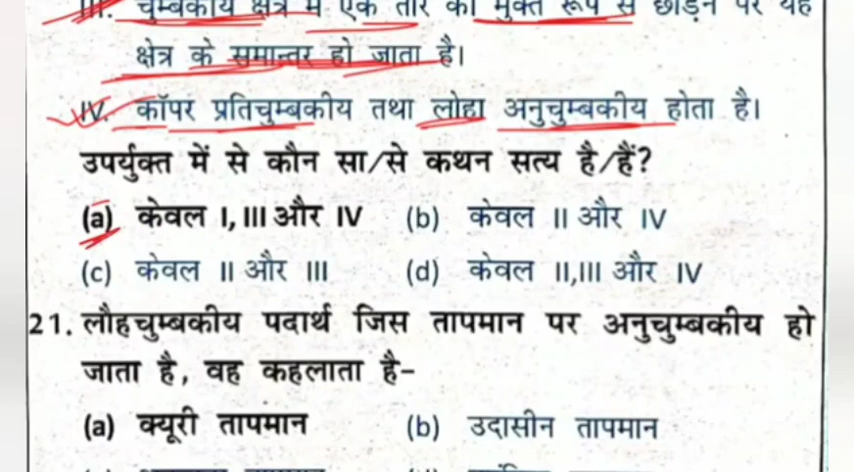 III. चुम्बकीय क्षेत्र में एक तार को मुक्त रूप से छोड़ने पर यह
क्षेत्र के समान्तर हो जाता है।
IV. कॉपर प्रतिचुम्बकीय तथा लोहा अनुचुम्बकीय होता है।
उपर्युक्त में से कौन सा/से कथन सत्य है/हैं?
(a) केवल I, III और IV (b) केवल II और IV
(c) केवल II और III (d) केवल II,III और IV
21. लौहचुम्बकीय पदार्थ जिस तापमान पर अनुचुम्बकीय हो
जाता है, वह कहलाता है-
(a) क्यूरी तापमान (b) उदासीन तापमान